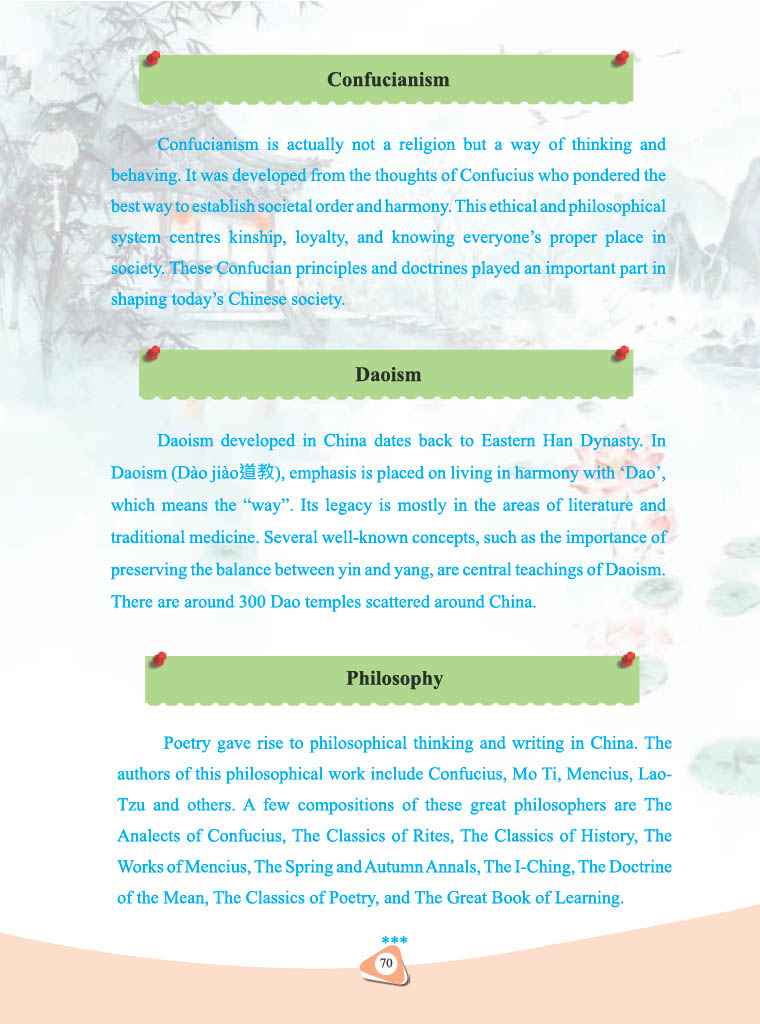 Confucianism
Confucianism is actually not a religion but a way of thinking and
behaving. It was developed from the thoughts of Confucius who pondered the
best way to establish societal order and harmony. This ethical and philosophical
system centres kinship, loyalty, and knowing everyone’s proper place in
society. These Confucian principles and doctrines played an important part in
shaping today’s Chinese society.
Daoism
Daoism developed in China dates back to Eastern Han Dynasty. In
Daoism (Dào jiào道教), emphasis is placed on living in harmony with ‘Dao’,
which means the “way”. Its legacy is mostly in the areas of literature and
traditional medicine. Several well-known concepts, such as the importance of
preserving the balance between yin and yang, are central teachings of Daoism.
There are around 300 Dao temples scattered around China.
Philosophy
Poetry gave rise to philosophical thinking and writing in China. The
authors of this philosophical work include Confucius, Mo Ti, Mencius, Lao-
Tzu and others. A few compositions of these great philosophers are The
Analects of Confucius, The Classics of Rites, The Classics of History, The
Works of Mencius, The Spring and Autumn Annals, The I-Ching, The Doctrine
of the Mean, The Classics of Poetry, and The Great Book of Learning.
***
70